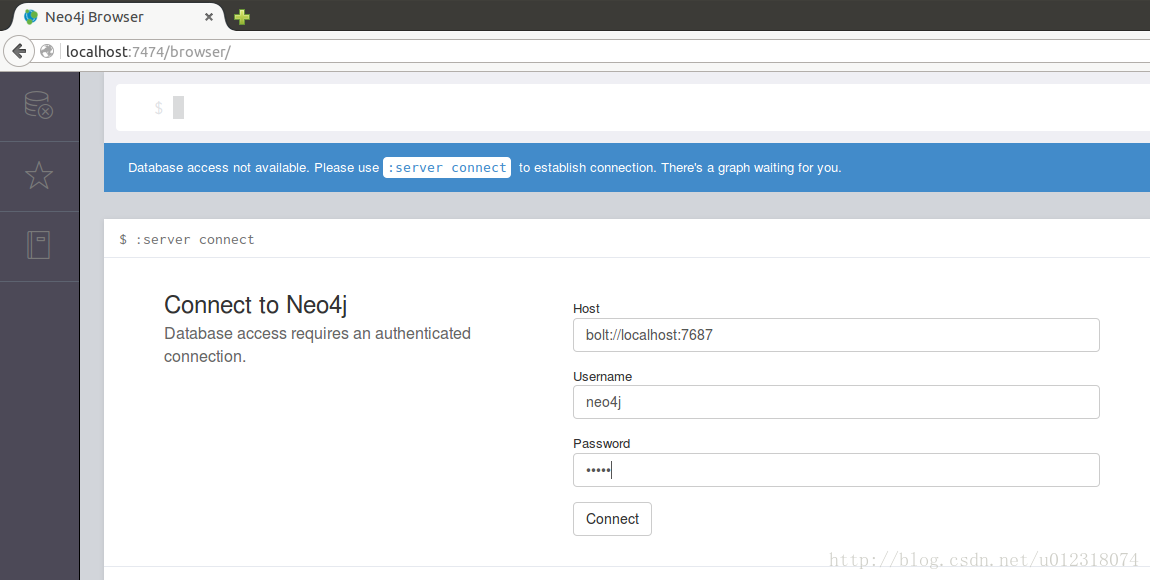 Neo4j Browser
localhost:7474/browser/
$
Database access not available. Please use :server connect to establish connection. There's a graph waiting for you.
$ :server connect
Connect to Neo4j
Database access requires an authenticated
connection.
Host
bolt://localhost:7687
Username
neo4j
Password
•••••
Connect
http://blog.csdn.net/u012318074